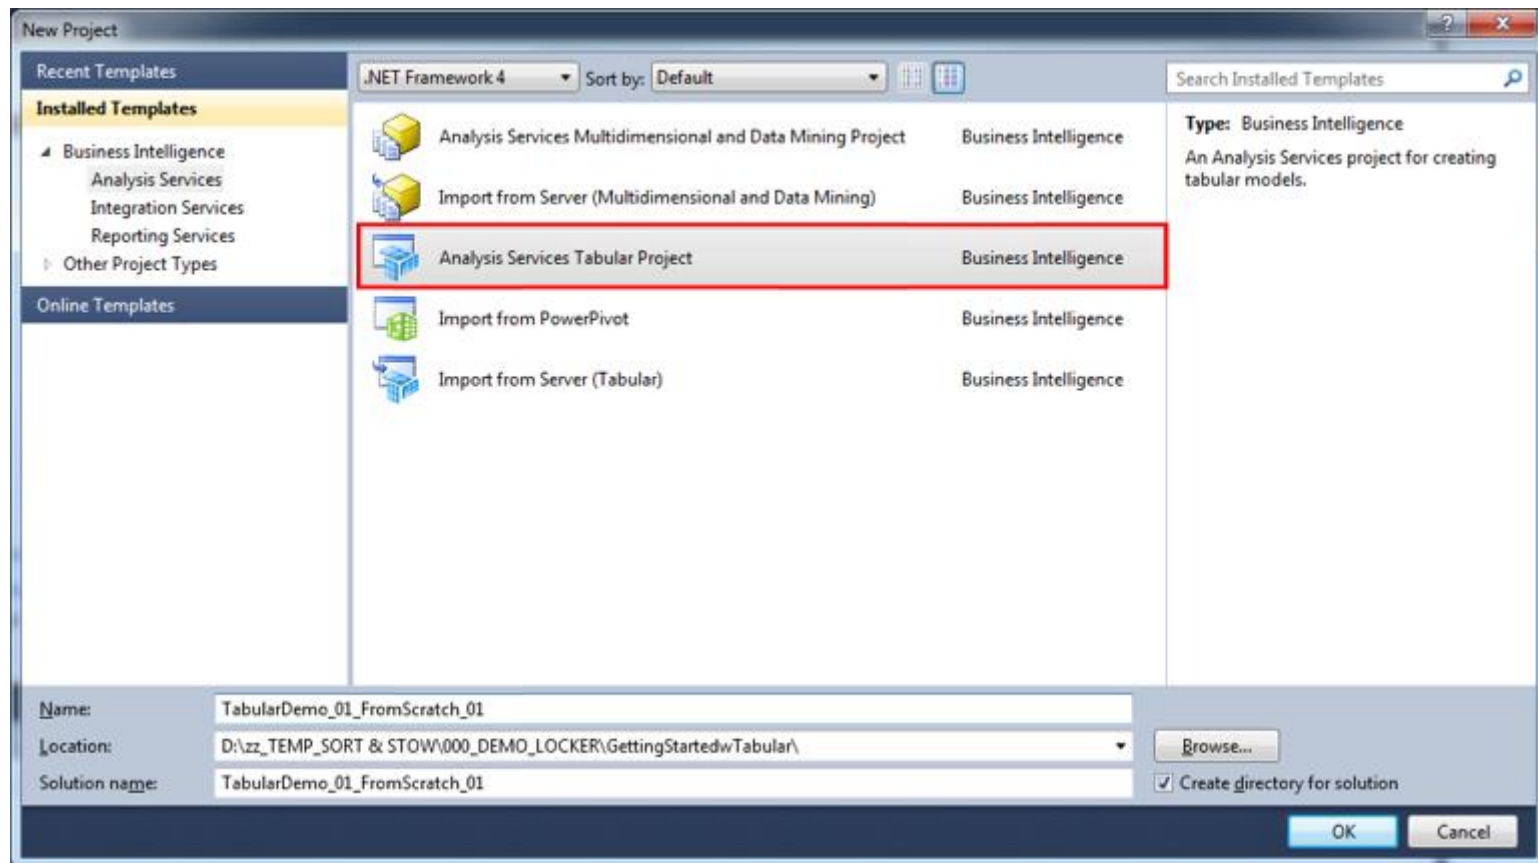 New Project
Recent Templates
Installed Templates
Business Intelligence
Analysis Services
Integration Services
Reporting Services
Other Project Types
Online Templates
.NET Framework 4 Sort by: Default
Analysis Services Multidimensional and Data Mining Project Business Intelligence
Import from Server (Multidimensional and Data Mining) Business Intelligence
Analysis Services Tabular Project Business Intelligence
Import from PowerPivot Business Intelligence
Import from Server (Tabular) Business Intelligence
Search Installed Templates
Type: Business Intelligence
An Analysis Services project for creating
tabular models.
Name: TabularDemo_01_FromScratch_01
Location: D:\zz_TEMP_SORT & STOW\000_DEMO_LOCKER\GettingStartedwTabular\ Browse...
Solution name: TabularDemo_01_FromScratch_01 Create directory for solution
OK Cancel